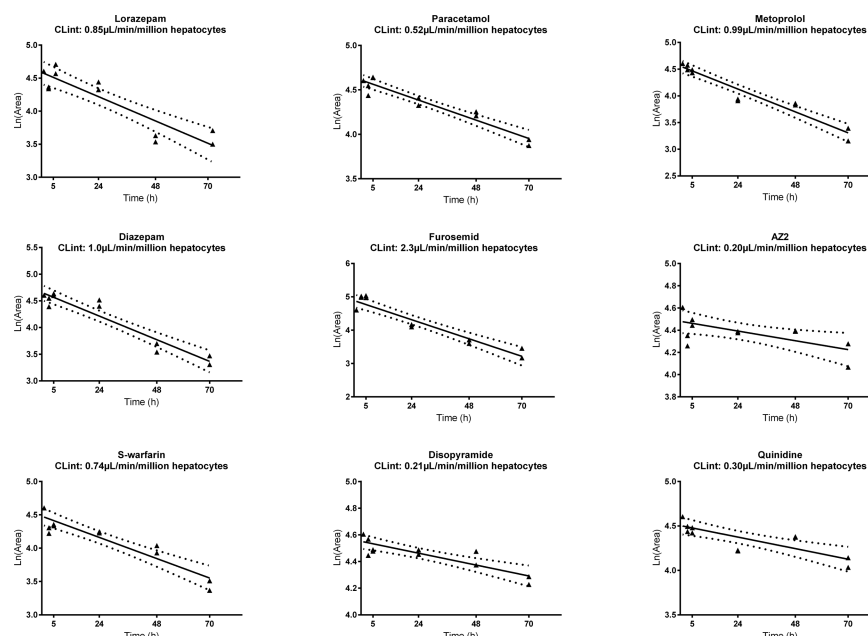 Lorazepam
CLint: 0.85µL/min/million hepatocytes
5.0
4.5
4.0
3.5
3.0
Ln(Area)
5
24
48
70
Time (h)
Paracetamol
CLint: 0.52µL/min/million hepatocytes
5.0
4.5
4.0
3.5
Ln(Area)
5
24
48
70
Time (h)
Metoprolol
CLint: 0.99µL/min/million hepatocytes
5.0
4.5
4.0
3.5
3.0
2.5
Ln(Area)
5
24
48
70
Time (h)
Diazepam
CLint: 1.0µL/min/million hepatocytes
5.5
5.0
4.5
4.0
3.5
3.0
Ln(Area)
5
24
48
70
Time (h)
Furosemid
CLint: 2.3µL/min/million hepatocytes
6
5
4
3
2
Ln(Area)
5
24
48
70
Time (h)
AZ2
CLint: 0.20µL/min/million hepatocytes
5.0
4.8
4.6
4.4
4.2
4.0
3.8
Ln(Area)
5
24
48
70
Time (h)
S-warfarin
CLint: 0.74µL/min/million hepatocytes
5.0
4.5
4.0
3.5
3.0
Ln(Area)
5
24
48
70
Time (h)
Disopyramide
CLint: 0.21µL/min/million hepatocytes
5.0
4.8
4.6
4.4
4.2
4.0
Ln(Area)
5
24
48
70
Time (h)
Quinidine
CLint: 0.30µL/min/million hepatocytes
5.0
4.5
4.0
3.5
Ln(Area)
5
24
48
70
Time (h)